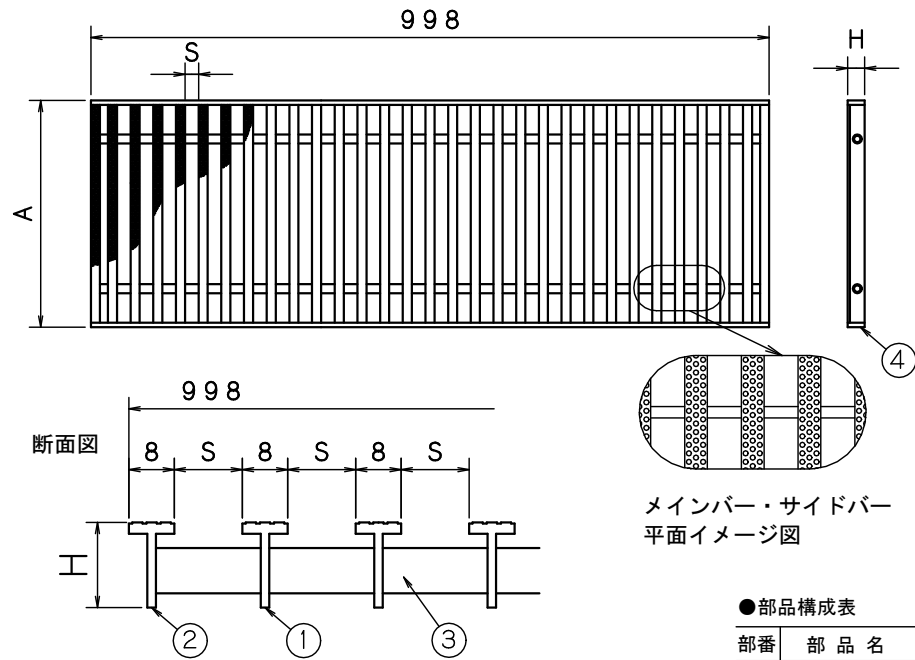 998
S
H
A
④
998
断面図
8 S 8 S 8 S
H
② ① ③
メインバー・サイドバー
平面イメージ図
●部品構成表
部番 部品名